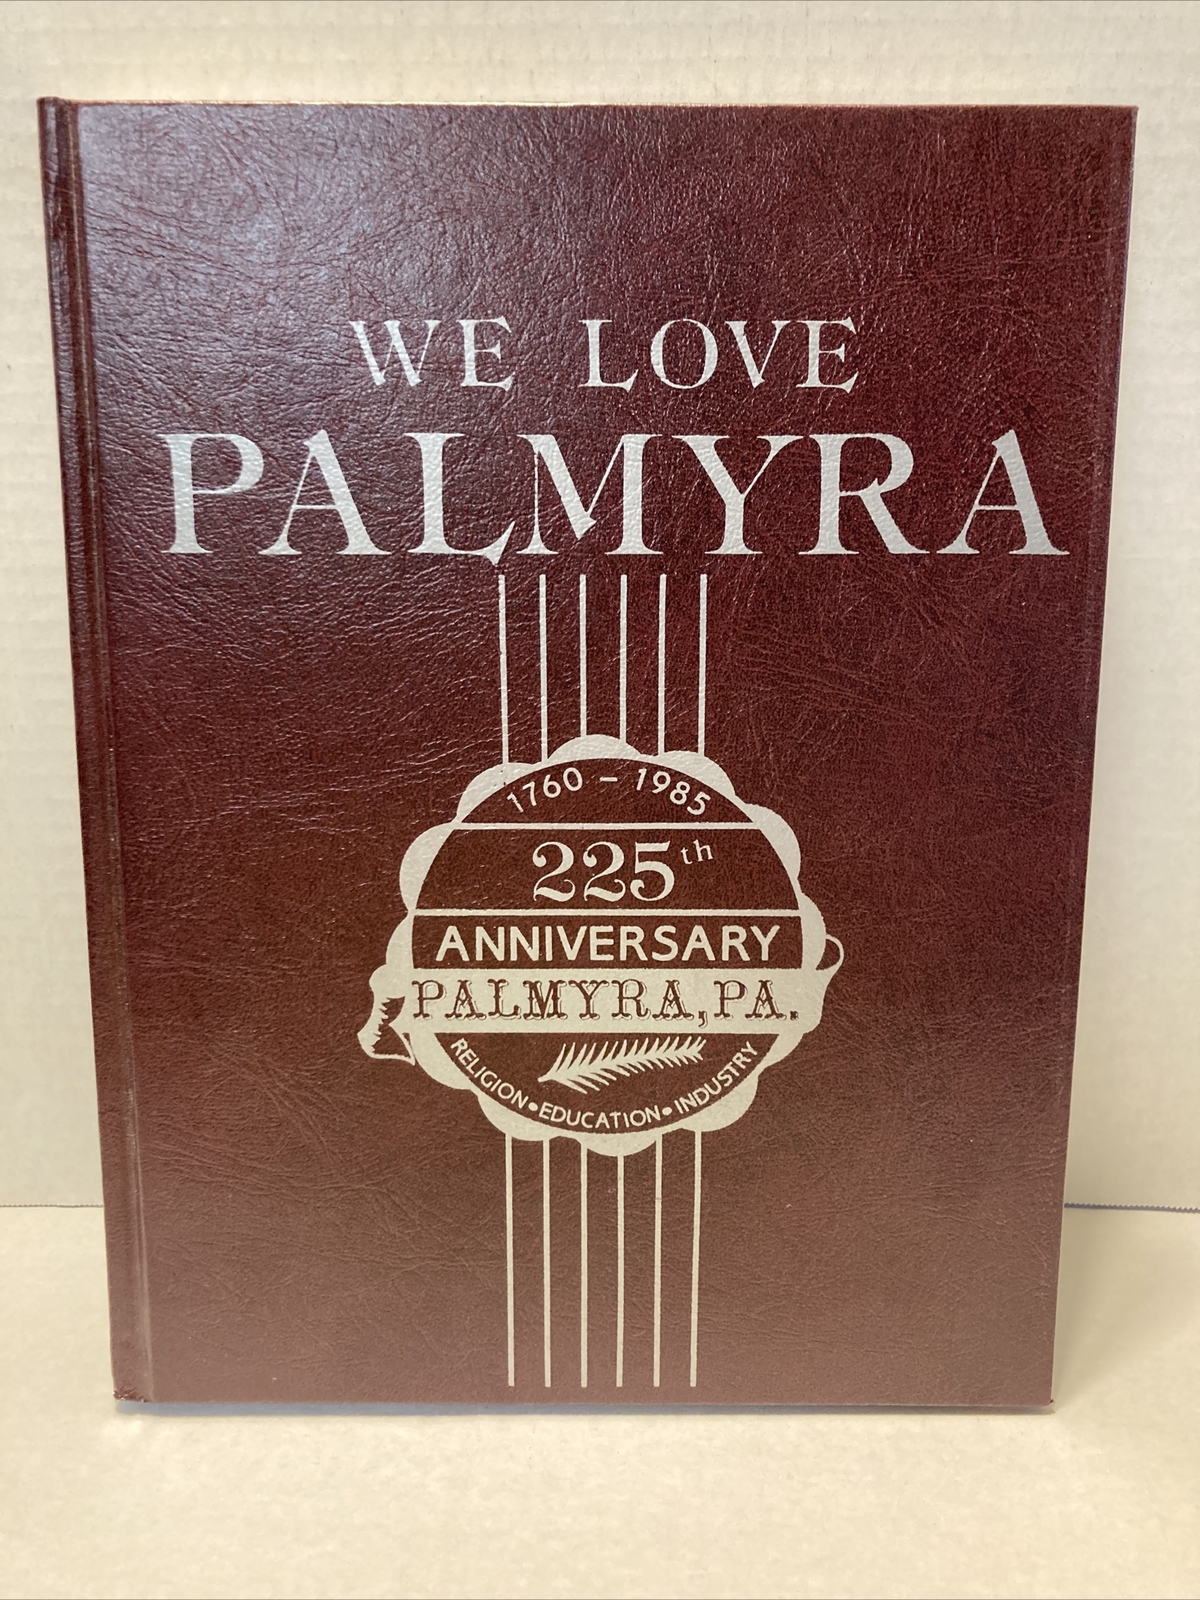 WE LOVE
PALMYRA
1760 – 1985
225th
ANNIVERSARY
PALMYRA, PA.
RELIGION • EDUCATION • INDUSTRY